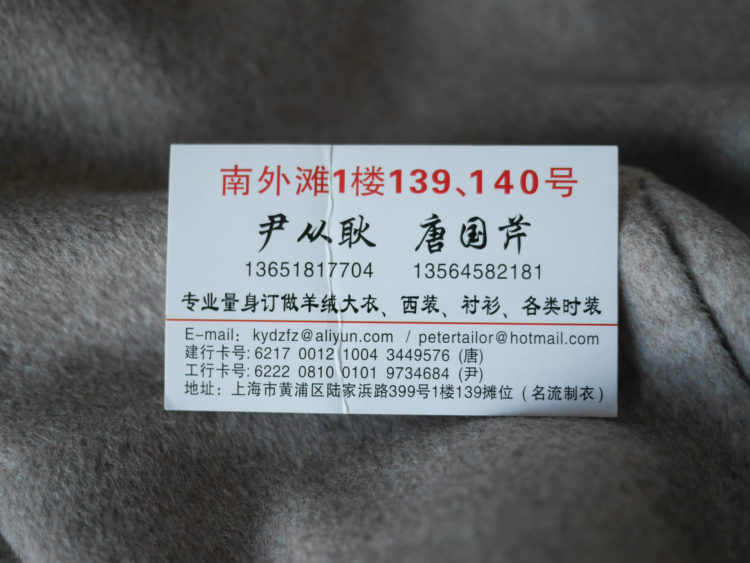 南外滩1楼139、140号
尹从耿 唐国芹
13651817704 13564582181
专业量身订做羊绒大衣、西装、衬衫、各类时装
E-mail: kydzfz@aliyun.com / petertailor@hotmail.com
建行卡号: 6217 0012 1004 3449576 (唐)
工行卡号: 6222 0810 0101 9734684 (尹)
地址: 上海市黄浦区陆家浜路399号1楼139摊位 (名流制衣)